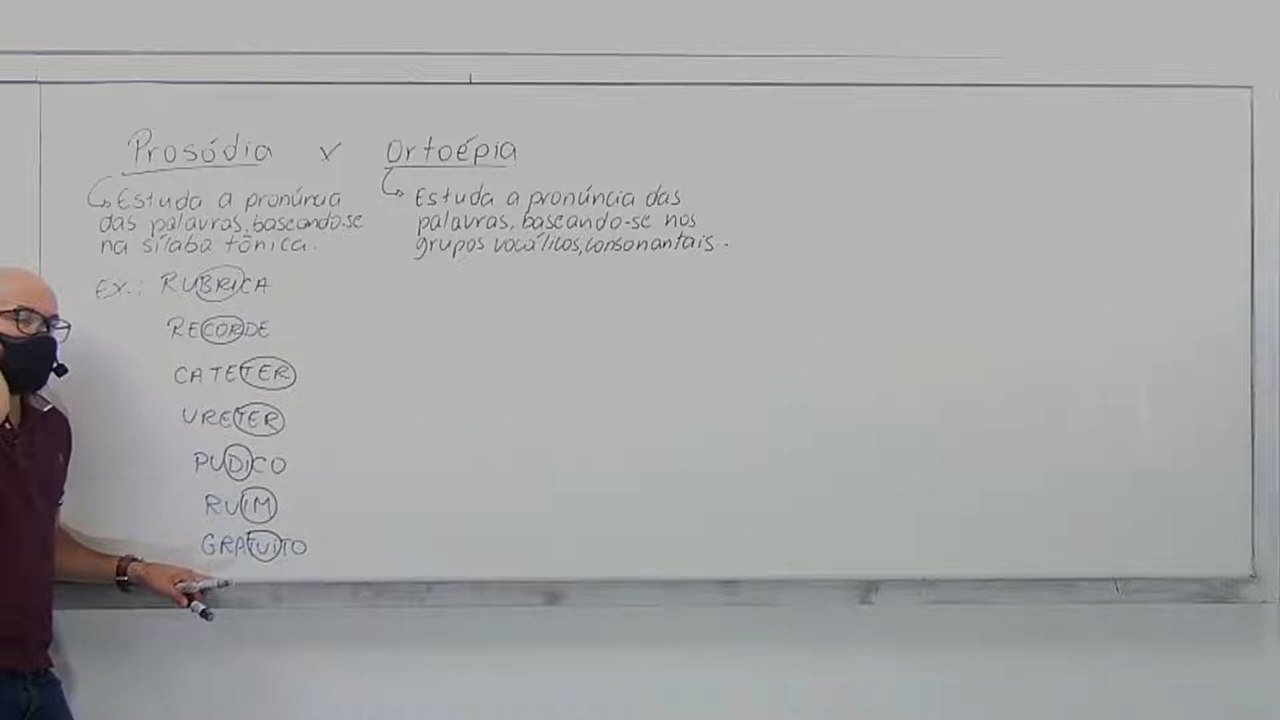 Prosódia x Ortoépia
Estuda a pronúncia
das palavras, baseando-se
na sílaba tônica.
Estuda a pronúncia das
palavras, baseando-se nos
grupos vocálicos, consonantais..
EX.: RUBRICA
RECORDE
CATETER
URETER
PUDICO
RUIM
GRATUITO